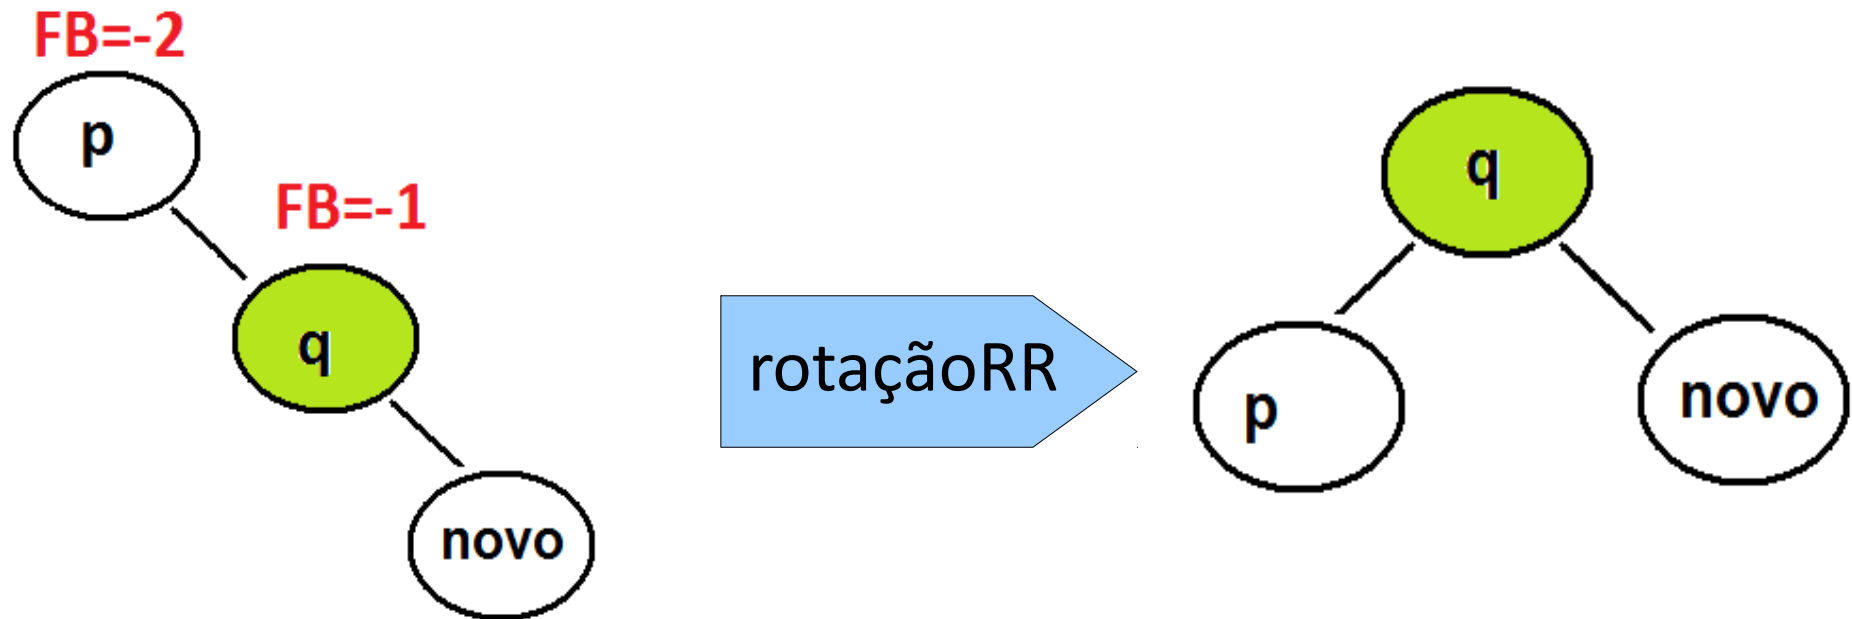 FB=-2
p
FB=-1
q
novo
rotaçãoRR
q
p
novo